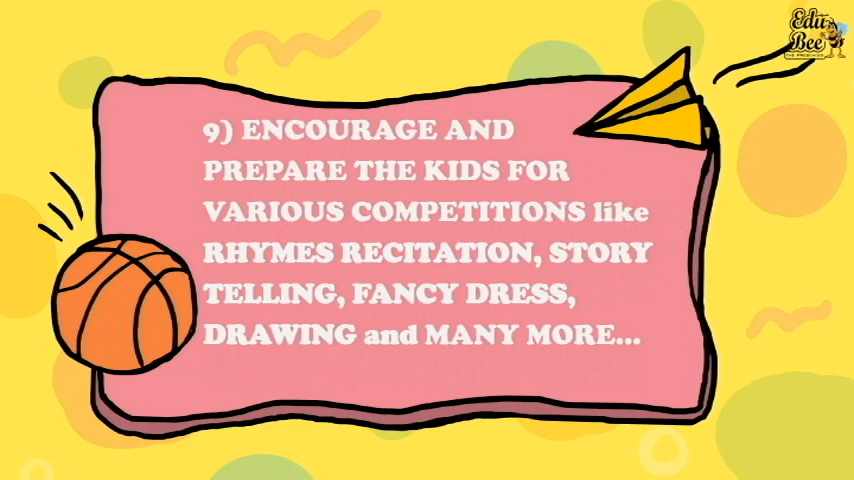 Edu
Bee
9) ENCOURAGE AND
PREPARE THE KIDS FOR
VARIOUS COMPETITIONS like
RHYMES RECITATION, STORY
TELLING, FANCY DRESS,
DRAWING and MANY MORE...